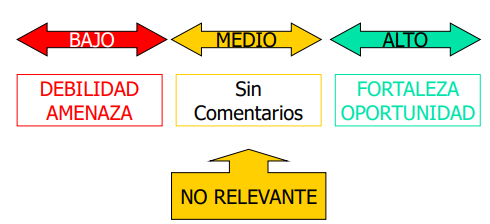 BAJO
MEDIO
ALTO
DEBILIDAD
AMENAZA
Sin
Comentarios
FORTALEZA
OPORTUNIDAD
NO RELEVANTE